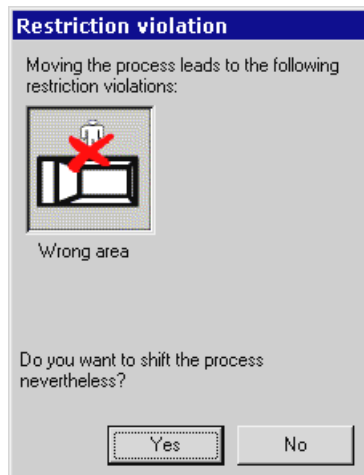 Restriction violation
Moving the process leads to the following
restriction violations:
Wrong area
Do you want to shift the process
nevertheless?
Yes
No